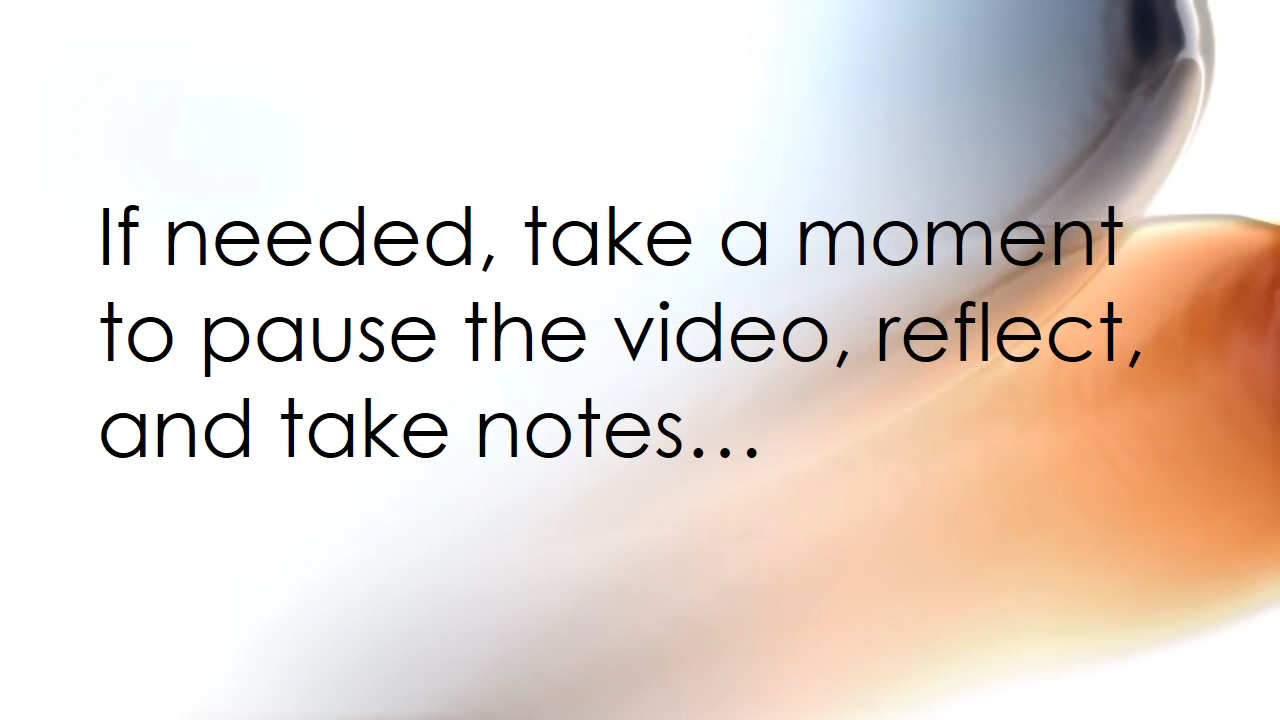 If needed, take a moment
to pause the video, reflect,
and take notes…